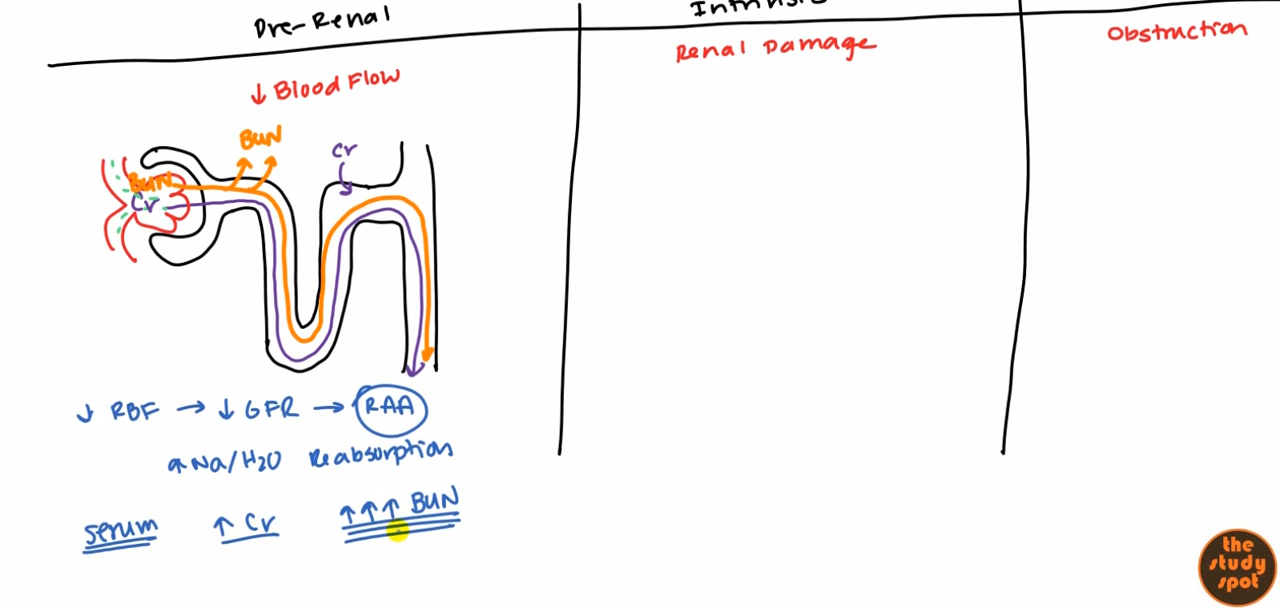 Pre-Renal
Intrinsic
Renal Damage
Obstruction
↓ Blood Flow
BUN
Cr
BUN
Cr
↓ RBF → ↓ GFR → RAA
↑ Na/H2O Reabsorption
serum ↑ Cr ↑↑↑ BUN
the
study
spot